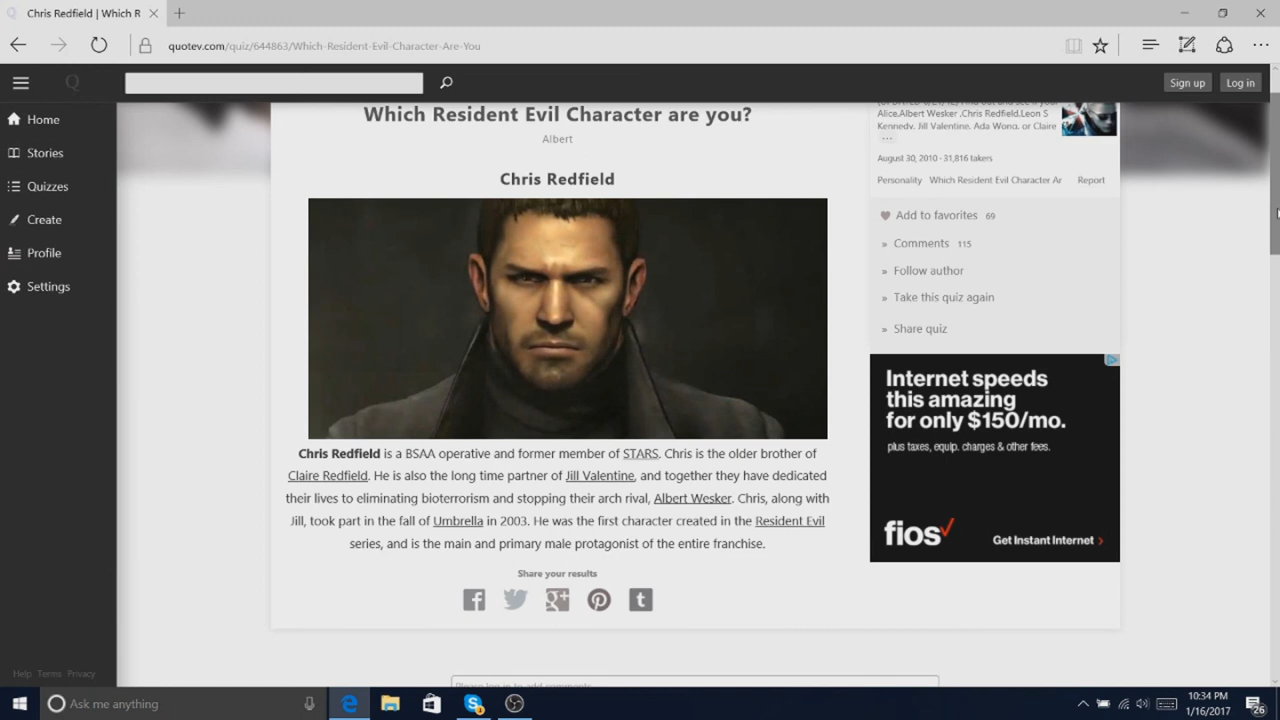 Chris Redfield | Which R
quotev.com/quiz/644863/Which-Resident-Evil-Character-Are-You
Q
Sign up
Log in
Home
Stories
Quizzes
Create
Profile
Settings
Help Terms Privacy
Which Resident Evil Character are you?
Albert
Chris Redfield
Chris Redfield is a BSAA operative and former member of STARS. Chris is the older brother of
Claire Redfield. He is also the long time partner of Jill Valentine, and together they have dedicated
their lives to eliminating bioterrorism and stopping their arch rival, Albert Wesker. Chris, along with
Jill, took part in the fall of Umbrella in 2003. He was the first character created in the Resident Evil
series, and is the main and primary male protagonist of the entire franchise.
Share your results
Please log in to add comments
Alice,Albert Wesker ,Chris Redfield,Leon S
Kennedy, Jill Valentine, Ada Wong, or Claire
...
August 30, 2010 - 31,816 takers
Personality Which Resident Evil Character Ar Report
Add to favorites 69
» Comments 115
» Follow author
» Take this quiz again
» Share quiz
Internet speeds
this amazing
for only $150/mo.
plus taxes, equip. charges & other fees.
fios
Get Instant Internet >
Ask me anything
10:34 PM
1/16/2017
26